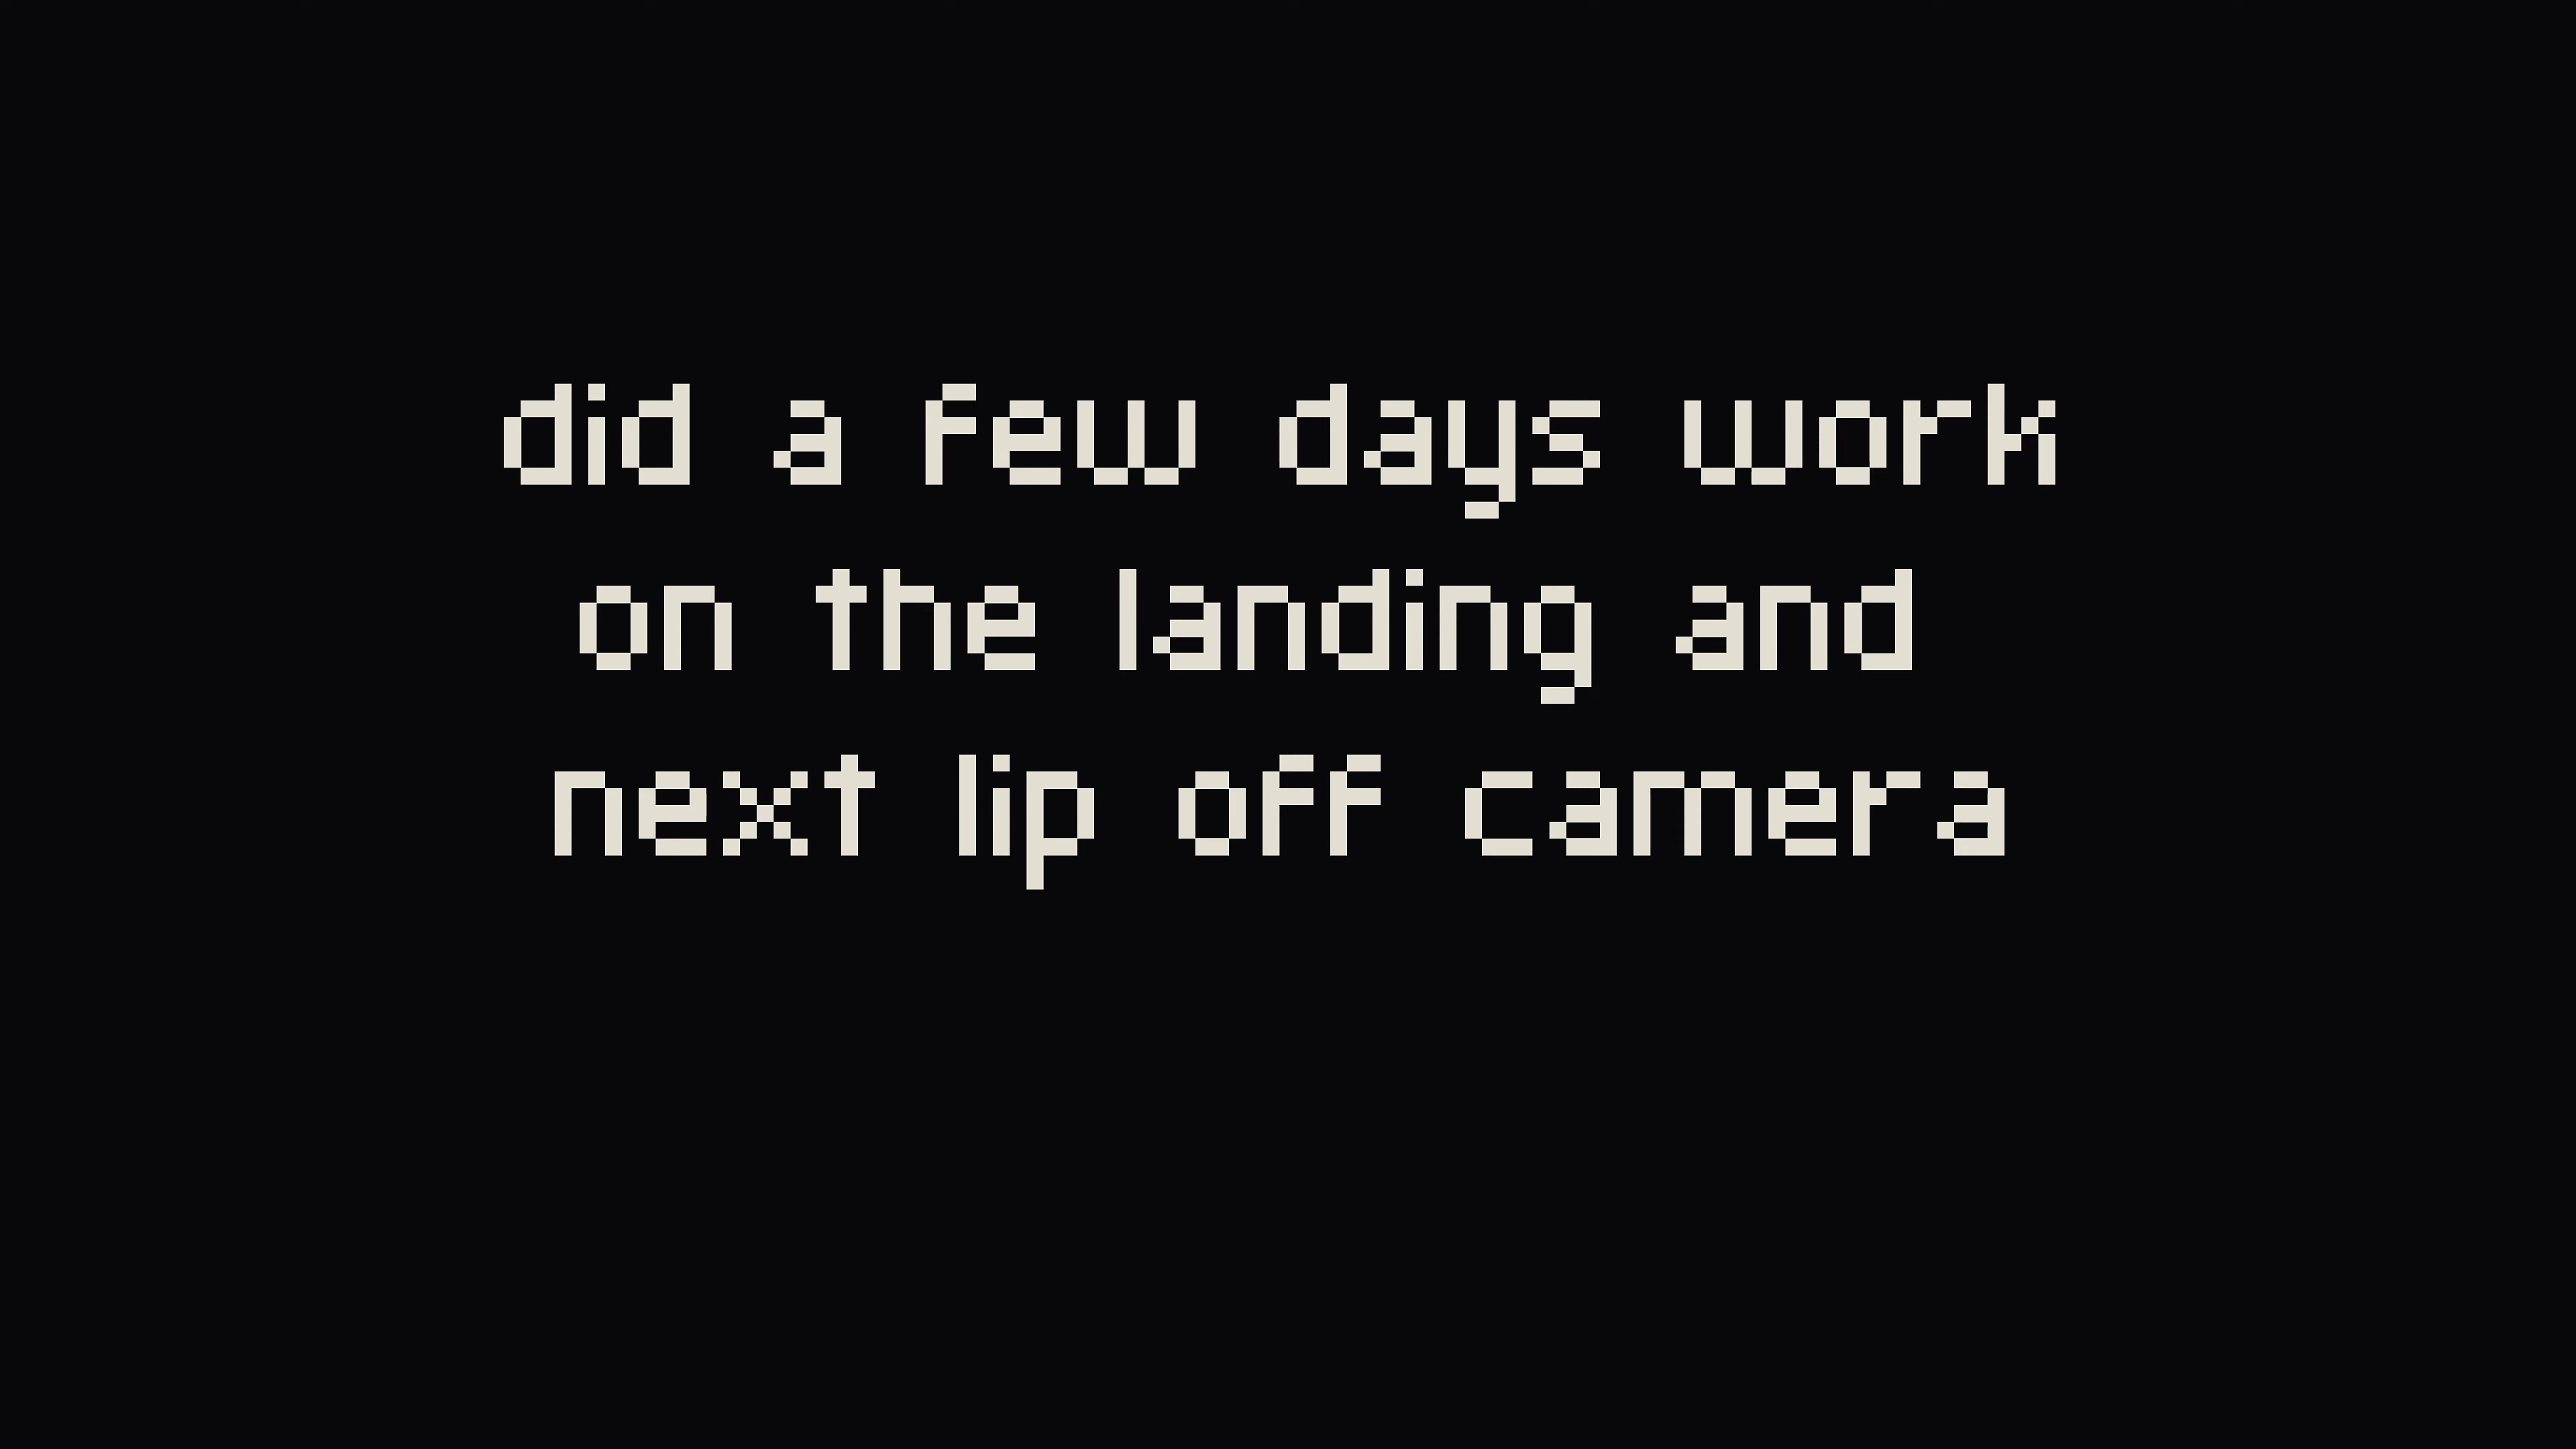 did a few days work
on the landing and
next lip off camera